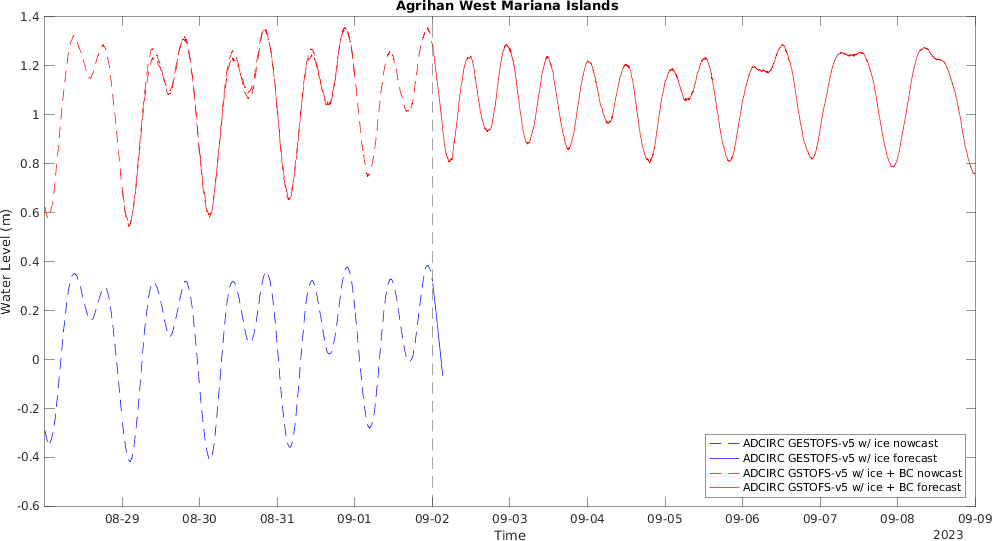 Agrihan West Mariana Islands
1.4
1.2
1
0.8
0.6
0.4
0.2
0
-0.2
-0.4
-0.6
Water Level (m)
ADCIRC GESTOFS-v5 w/ ice nowcast
ADCIRC GESTOFS-v5 w/ ice forecast
ADCIRC GSTOFS-v5 w/ ice + BC nowcast
ADCIRC GSTOFS-v5 w/ ice + BC forecast
08-29 08-30 08-31 09-01 09-02 09-03 09-04 09-05 09-06 09-07 09-08 09-09
Time
2023